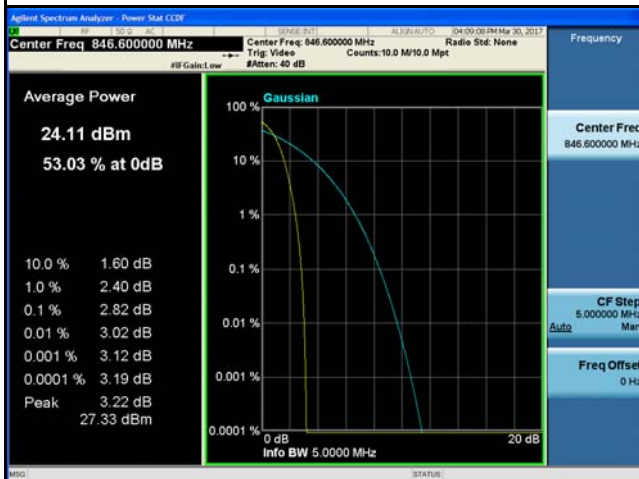 Agilent Spectrum Analyzer - Power Stat CCDF
RF 50 Ω AC SENSE:INT ALIGN AUTO 04:09:08 PM Mar 30, 2017
Center Freq 846.600000 MHz
Center Freq: 846.600000 MHz Radio Std: None
Trig: Video Counts:10.0 M/10.0 Mpt
#IFGain:Low #Atten: 40 dB
Frequency
Average Power
24.11 dBm
53.03 % at 0dB
10.0 % 1.60 dB
1.0 % 2.40 dB
0.1 % 2.82 dB
0.01 % 3.02 dB
0.001 % 3.12 dB
0.0001 % 3.19 dB
Peak 3.22 dB
27.33 dBm
Gaussian
100 %
10 %
1 %
0.1 %
0.01 %
0.001 %
0.0001 %
0 dB 20 dB
Info BW 5.0000 MHz
Center Freq
846.600000 MHz
CF Step
5.000000 MHz
Auto Man
Freq Offset
0 Hz
MSG STATUS